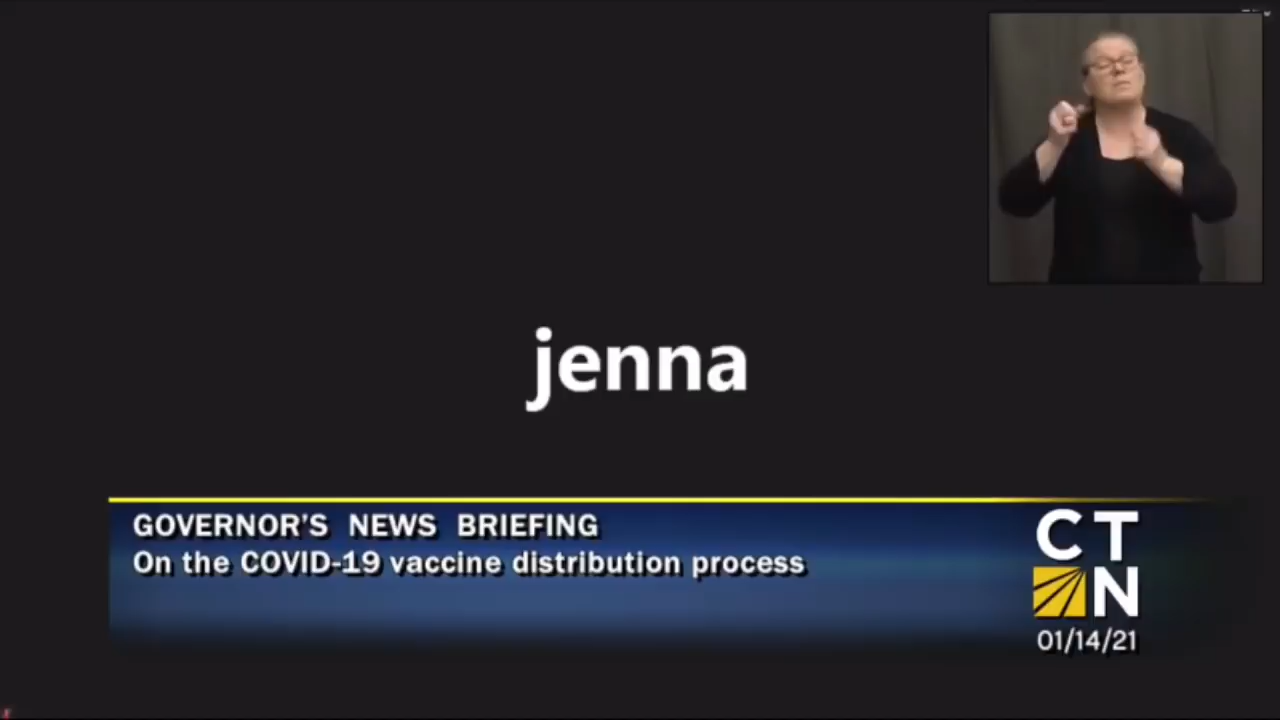 jenna
GOVERNOR'S NEWS BRIEFING
On the COVID-19 vaccine distribution process
CT
N
01/14/21